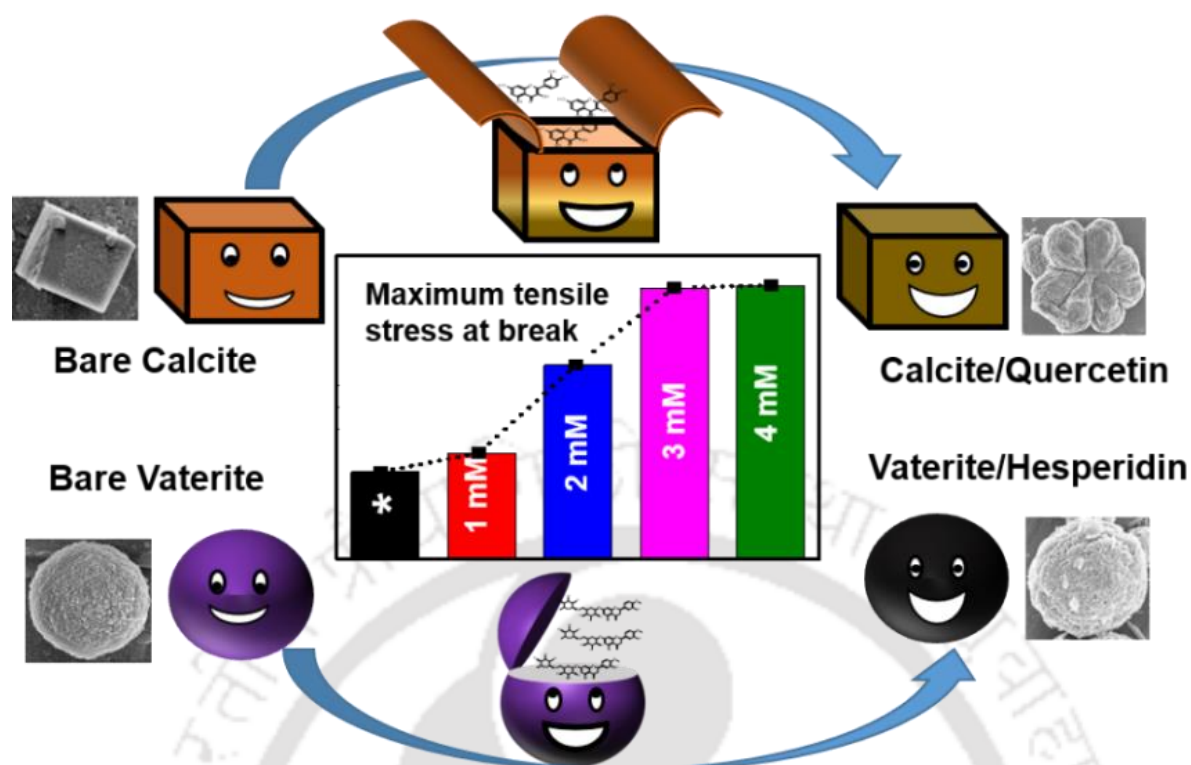 Maximum tensile
stress at break
*
1 mM
2 mM
3 mM
4 mM
Bare Calcite
Calcite/Quercetin
Bare Vaterite
Vaterite/Hesperidin